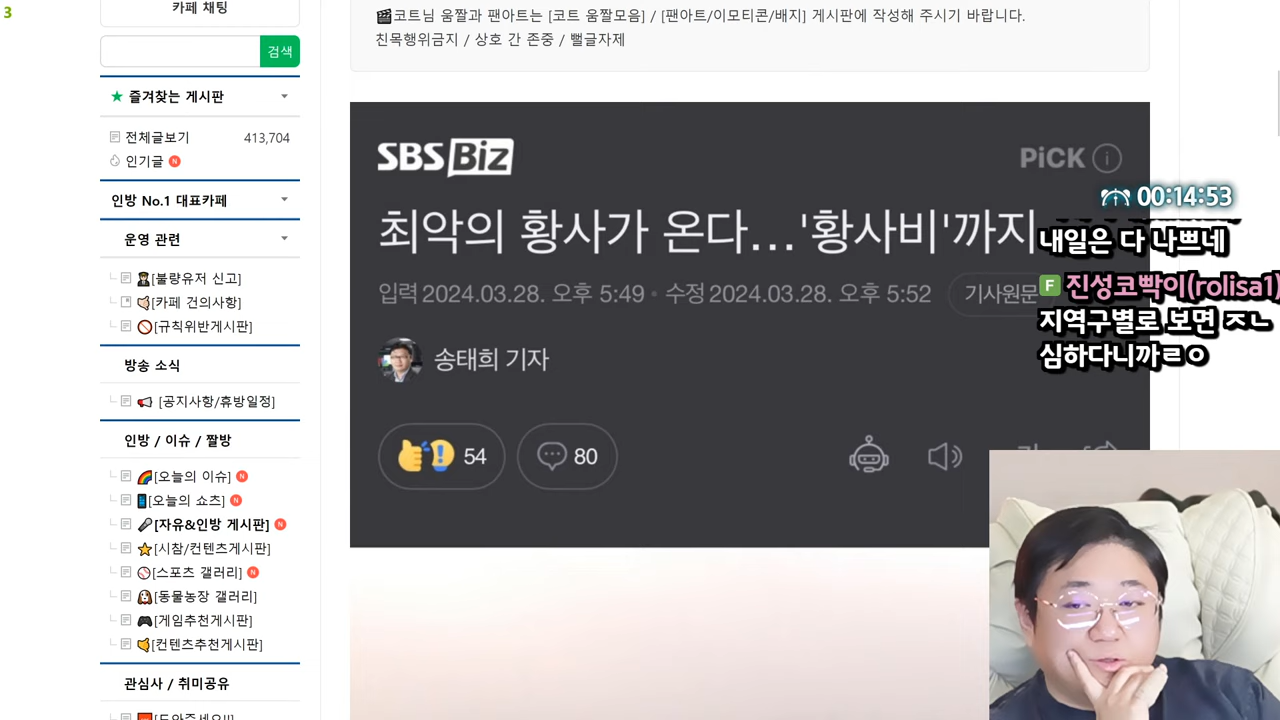 3
카페 채팅
검색
★ 즐겨찾는 게시판
전체글보기 413,704
인기글 N
인방 No.1 대표카페
운영 관련
[불량유저 신고]
[카페 건의사항]
[규칙위반게시판]
방송 소식
[공지사항/휴방일정]
인방 / 이슈 / 짤방
[오늘의 이슈] N
[오늘의 쇼츠] N
[자유&인방 게시판] N
[시참/컨텐츠게시판]
[스포츠 갤러리] N
[동물농장 갤러리]
[게임추천게시판]
[컨텐츠추천게시판]
관심사 / 취미공유
🎬코트님 움짤과 팬아트는 [코트 움짤모음] / [팬아트/이모티콘/배지] 게시판에 작성해 주시기 바랍니다.
친목행위금지 / 상호 간 존중 / 뻘글자제
SBS Biz
PiCK
최악의 황사가 온다…'황사비'까지
입력 2024.03.28. 오후 5:49 • 수정 2024.03.28. 오후 5:52
기사원문
송태희 기자
54
80
00:14:53
내일은 다 나쁘네
F 진성코빡이(rolisa1)
지역구별로 보면 ㅈㄴ
심하다니까ㄹㅇ